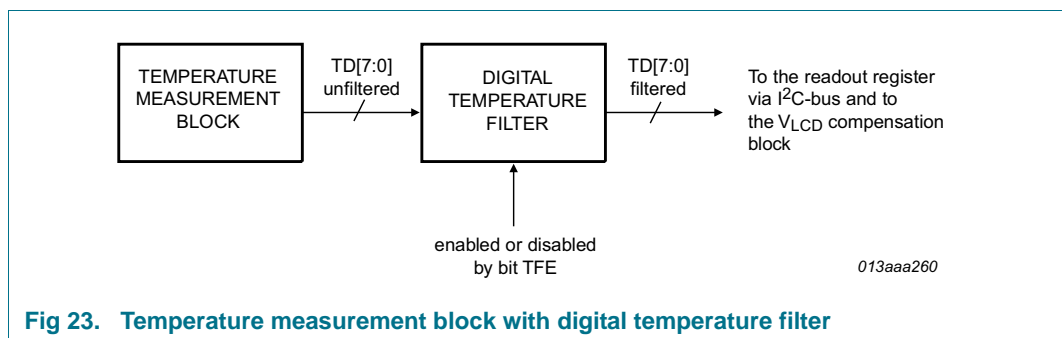 TEMPERATURE
MEASUREMENT
BLOCK
TD[7:0]
unfiltered
DIGITAL
TEMPERATURE
FILTER
TD[7:0]
filtered
To the readout register
via I2C-bus and to
the VLCD compensation
block
enabled or disabled
by bit TFE
013aaa260
Fig 23. Temperature measurement block with digital temperature filter